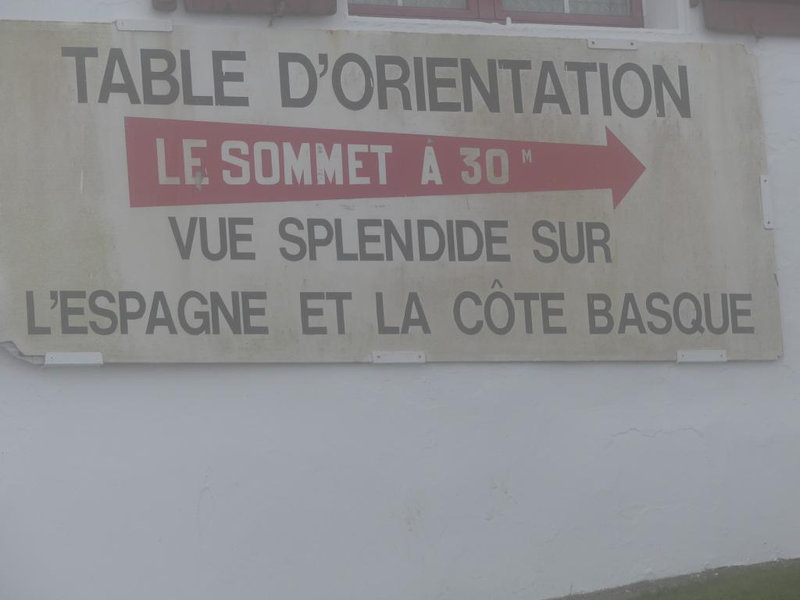 TABLE D'ORIENTATION
LE SOMMET À 30 M
VUE SPLENDIDE SUR
L'ESPAGNE ET LA CÔTE BASQUE